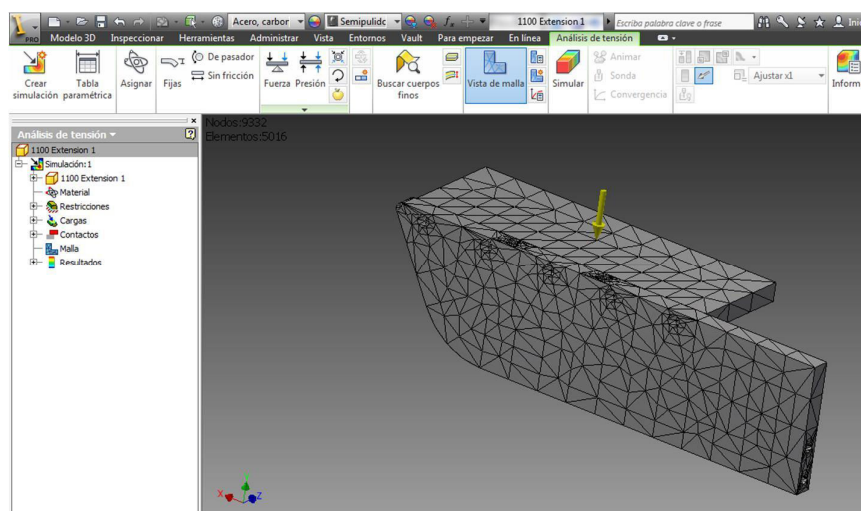 PRO
Acero, carbor
Semipulidc
1100 Extension 1
Escriba palabra clave o frase
Modelo 3D Inspeccionar Herramientas Administrar Vista Entornos Vault Para empezar En línea Análisis de tensión
Crear simulación
Tabla paramétrica
Asignar
Fijas
De pasador
Sin fricción
Fuerza
Presión
Buscar cuerpos finos
Vista de malla
Simular
Animar
Sonda
Convergencia
Ajustar x1
Análisis de tensión
1100 Extension 1
Simulación:1
1100 Extension 1
Material
Restricciones
Cargas
Contactos
Malla
Resultados
Nodos:9332
Elementos:5016
X
Z